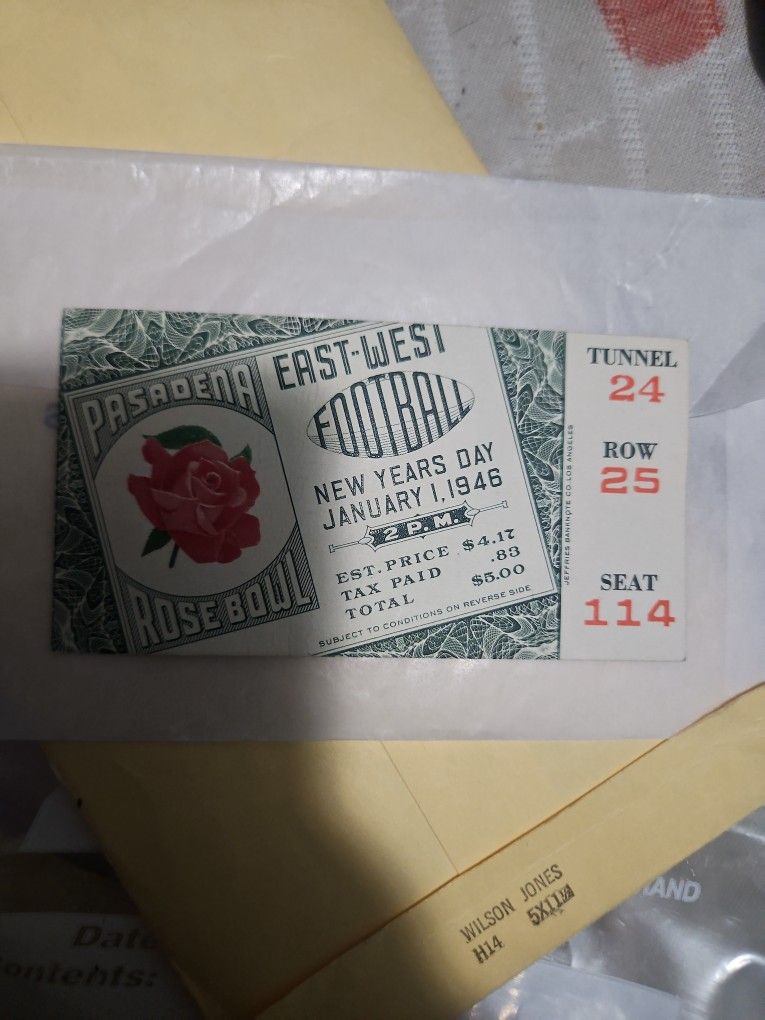 PASADENA
ROSE BOWL
EAST-WEST
FOOTBALL
NEW YEARS DAY
JANUARY 1, 1946
2 P.M.
EST. PRICE $4.17
TAX PAID .83
TOTAL $5.00
SUBJECT TO CONDITIONS ON REVERSE SIDE
JEFFRIES BANKNOTE CO. LOS ANGELES
TUNNEL
24
ROW
25
SEAT
114
WILSON JONES
H14 5X11½
Date